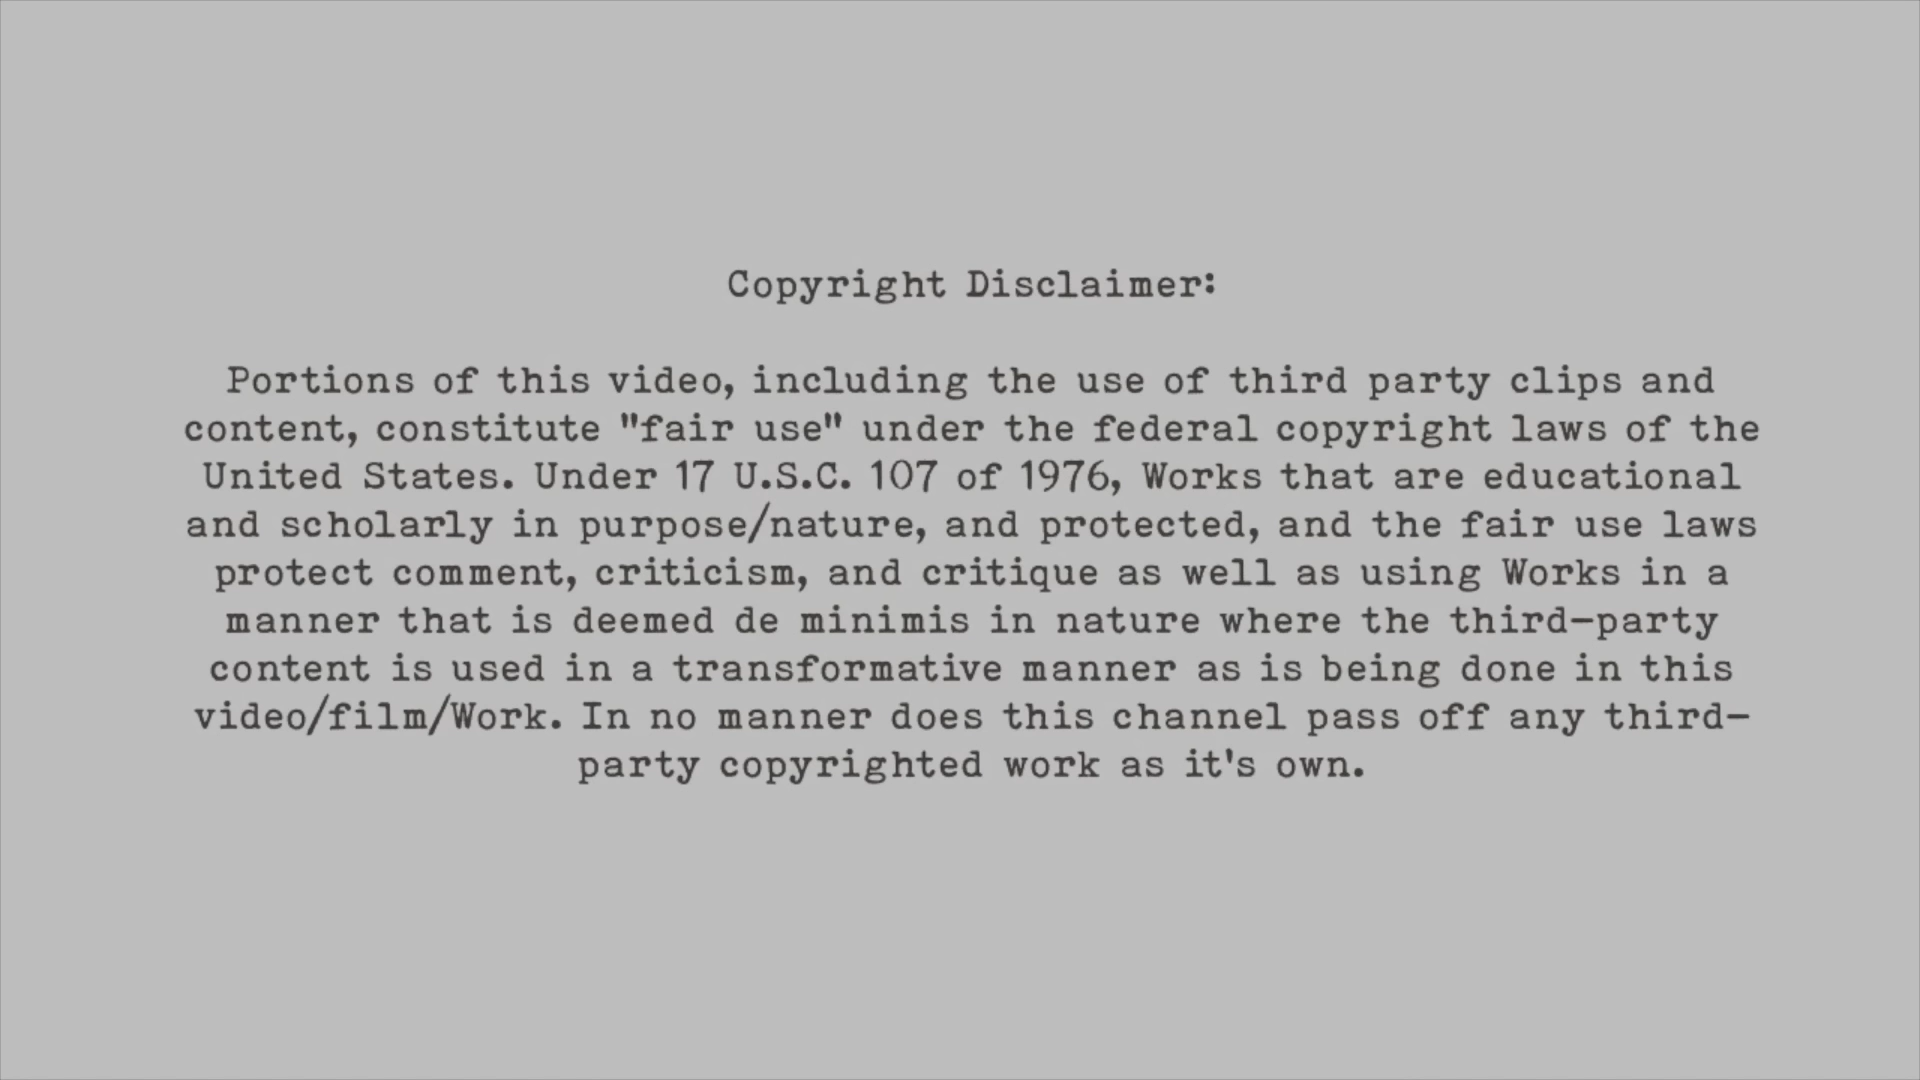 Copyright Disclaimer:
Portions of this video, including the use of third party clips and
content, constitute "fair use" under the federal copyright laws of the
United States. Under 17 U.S.C. 107 of 1976, Works that are educational
and scholarly in purpose/nature, and protected, and the fair use laws
protect comment, criticism, and critique as well as using Works in a
manner that is deemed de minimis in nature where the third-party
content is used in a transformative manner as is being done in this
video/film/Work. In no manner does this channel pass off any third-
party copyrighted work as it's own.